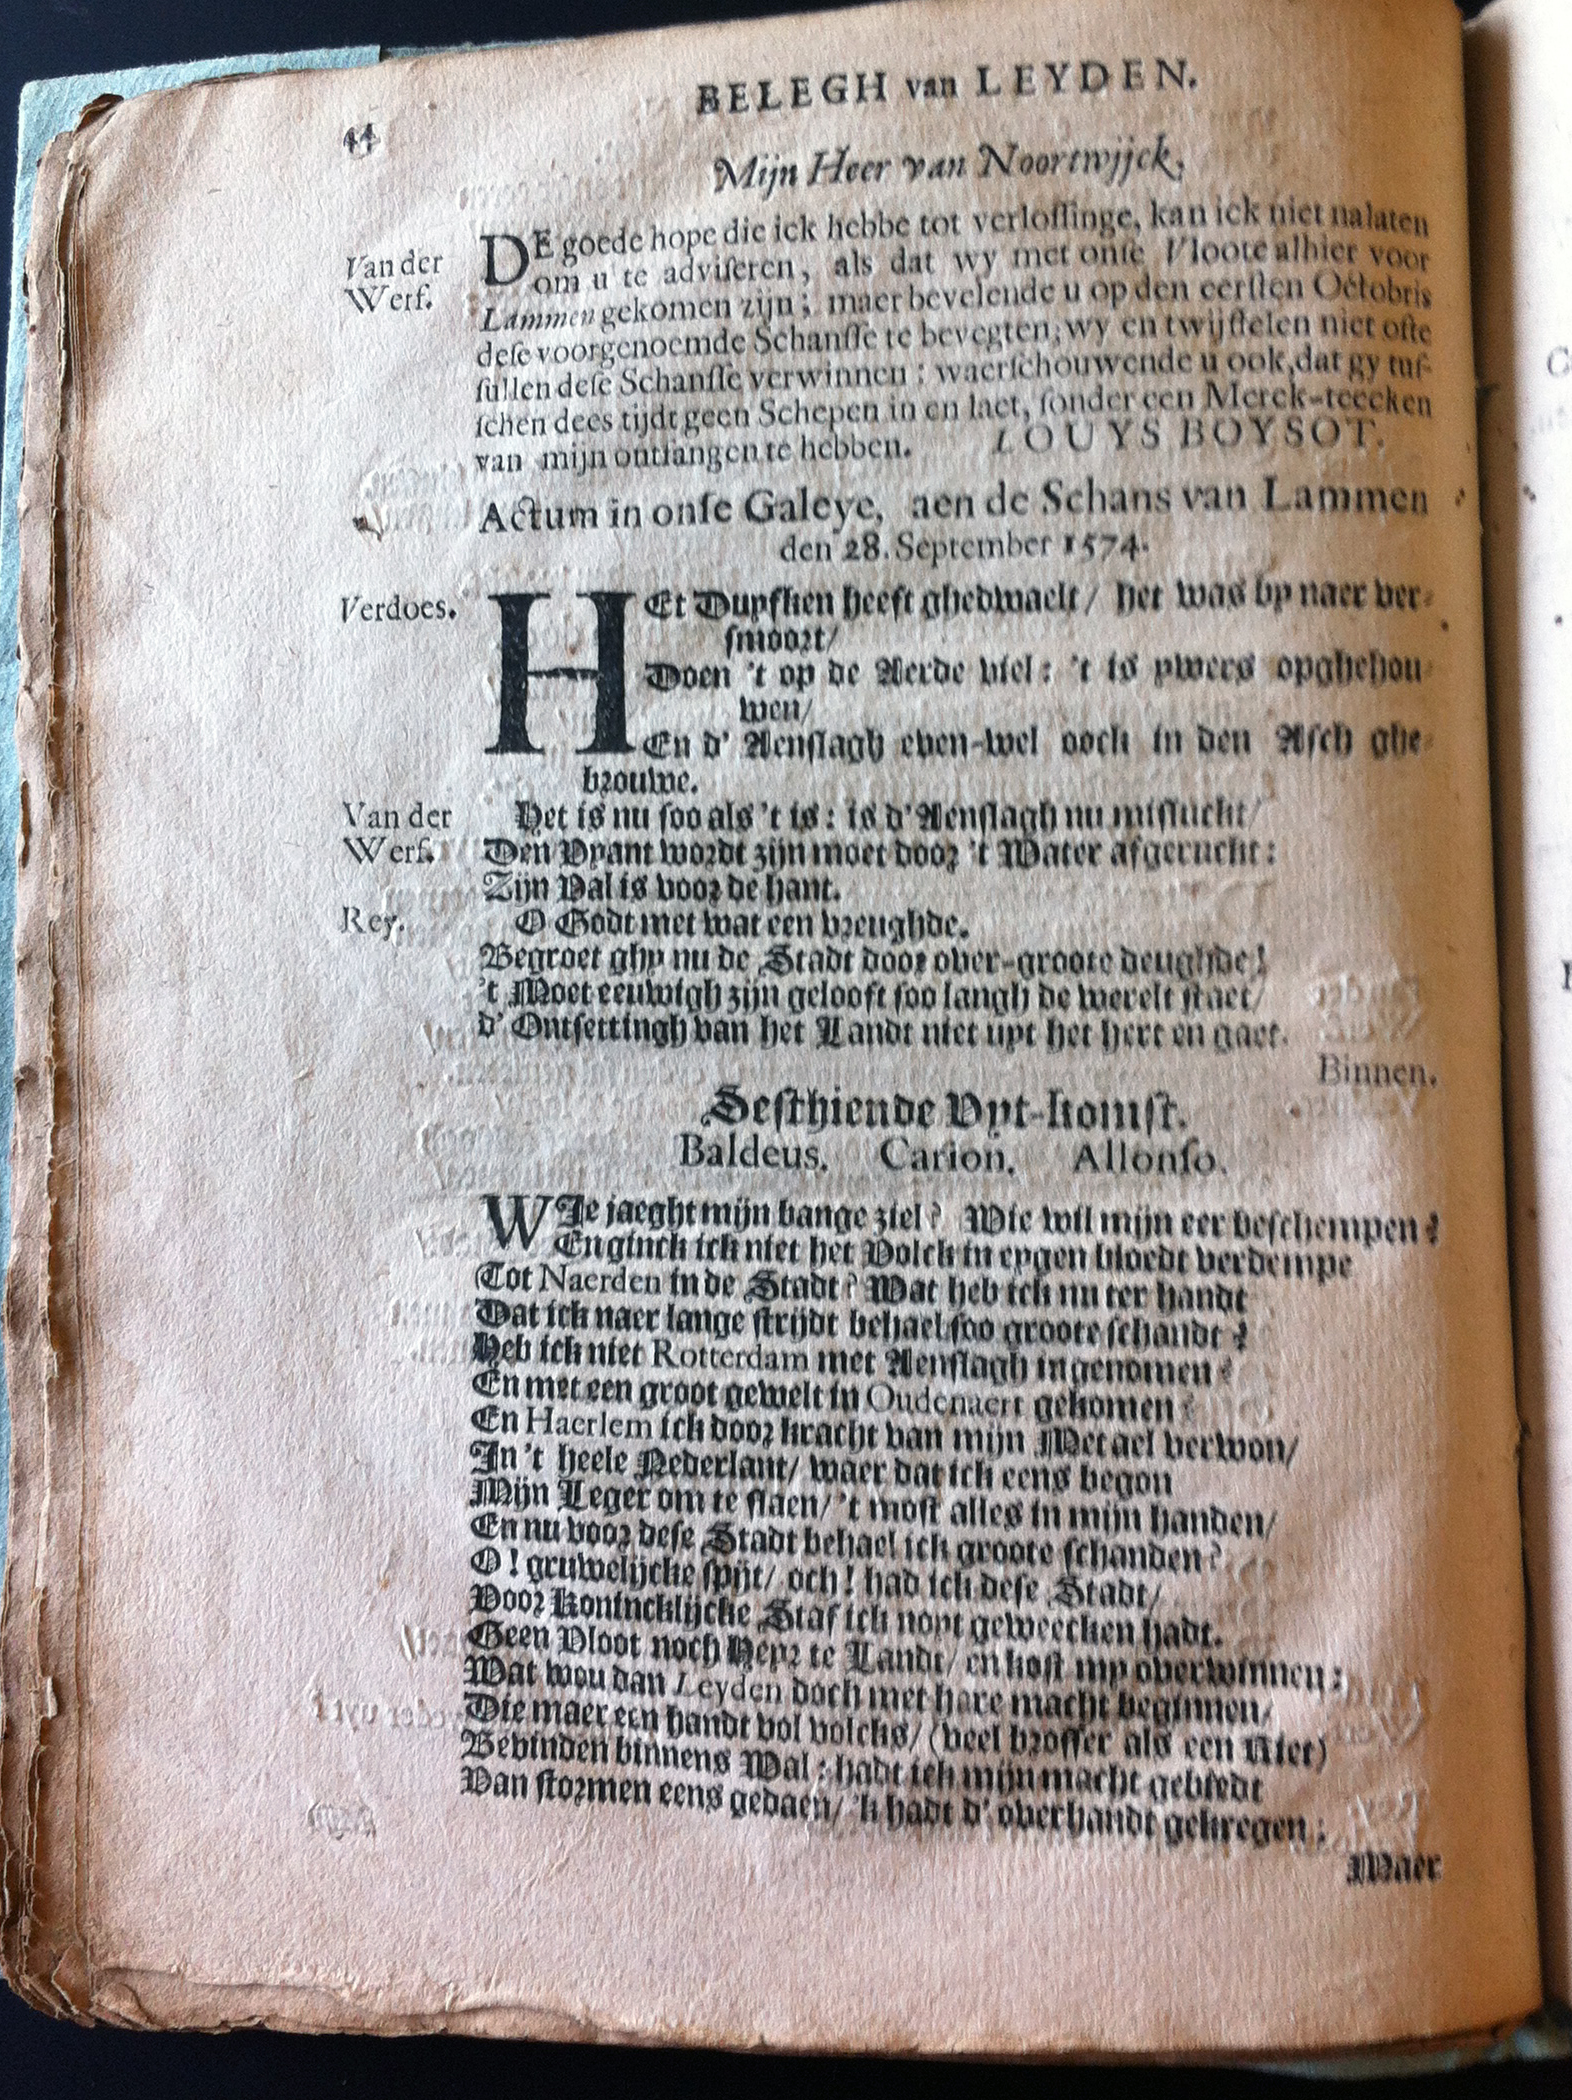 BELEGH van LEYDEN.
44
Mijn Heer van Noortwijck,
Van der
Werf.
DE goede hope die ick hebbe tot verlossinge, kan ick niet nalaten
om u te adviseren, als dat wy met onse Vloote alhier voor
Lammen gekomen zijn; maer bevelende u op den eersten Octobris
dese voorgenoemde Schansse te bevegten; wy en twijffelen niet ofte
sullen dese Schansse verwinnen: waerschouwende u ook, dat gy tus-
schen dees tijdt geen Schepen in en laet, sonder een Merck-teecken
van mijn ontfangen te hebben. LOUYS BOYSOT.
Actum in onse Galeye, aen de Schans van Lammen
den 28. September 1574.
Verdoes.
HEt Duyfken heeft ghedwaelt/ het was by naer ver-
smoort/
Doen 't op de Aerde viel: 't is ywers opghehou-
wen/
En d' Aenslagh even-wel oock in den Asch ghe-
brouwe.
Van der
Werf.
Het is nu soo als 't is: is d'Aenslagh nu mislucht/
Den Vyant wordt zijn moet door 't Water afgerucht:
Zijn Val is voor de hant.
Rey.
O Godt met wat een vreughde.
Begroet ghy nu de Stadt door over-groote deughde!
't Moet eeuwigh zijn gelooft soo langh de werelt staet/
d' Ontsettingh van het Landt niet uyt het hert en gaet.
Binnen.
Sesthiende Uyt-komst.
Baldeus. Carion. Allonso.
WIe jaeght mijn bange ziel? Wie wil mijn eer beschempen?
En ginck ick niet het Volck in eygen bloedt verdempe
Tot Naerden in de Stadt? Wat heb ick nu ter handt
Dat ick naer lange strijdt behael soo groote schandt?
Heb ick niet Rotterdam met Aenslagh ingenomen?
En met een groot gewelt in Oudenaert gekomen?
En Haerlem ick door kracht van mijn Metael verwon/
In 't heele Nederlant/ waer dat ick eens begon
Mijn Leger om te slaen/ 't most alles in mijn handen/
En nu voor dese Stadt behael ick groote schanden?
O! gruwelijcke spijt/ och! had ick dese Stadt/
Voor Konincklijcke Staf ick noyt geweecken hadt.
Geen Vloot noch Heyr te Landt/ en kost my overwinnen:
Wat wou dan Leyden doch met hare macht beginnen/
Die maer een handt vol volcks/ (veel brosser als een Riet)
Bevinden binnens Wal: hadt ick mijn macht gebiedt
Van stormen eens gedaen/ 'k hadt d' overhandt gekregen:
Maer